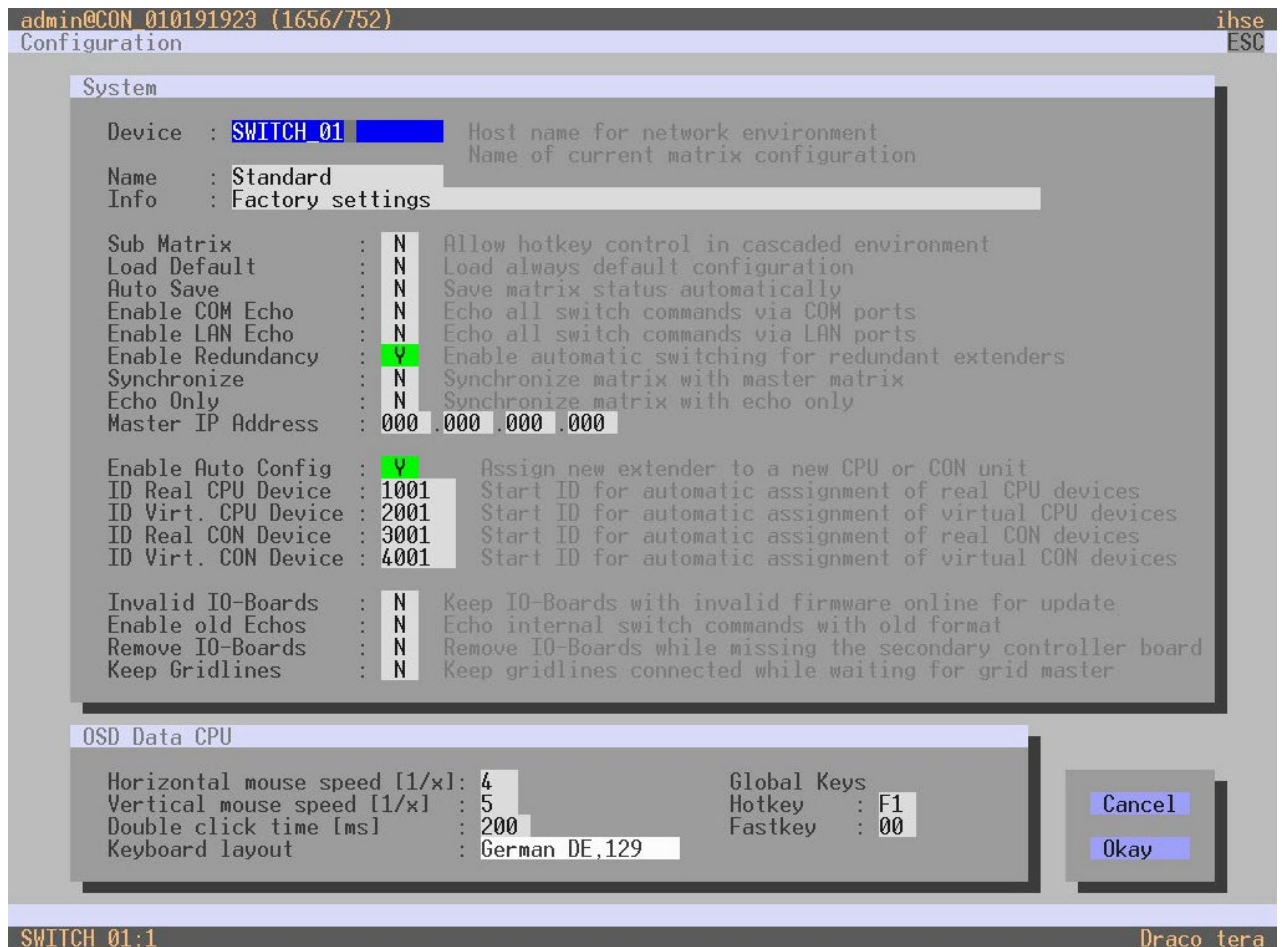 admin@CON_010191923 (1656/752) ihse
Configuration ESC
System
Device : SWITCH_01 Host name for network environment
Name of current matrix configuration
Name : Standard
Info : Factory settings
Sub Matrix : N Allow hotkey control in cascaded environment
Load Default : N Load always default configuration
Auto Save : N Save matrix status automatically
Enable COM Echo : N Echo all switch commands via COM ports
Enable LAN Echo : N Echo all switch commands via LAN ports
Enable Redundancy : Y Enable automatic switching for redundant extenders
Synchronize : N Synchronize matrix with master matrix
Echo Only : N Synchronize matrix with echo only
Master IP Address : 000 .000 .000 .000
Enable Auto Config : Y Assign new extender to a new CPU or CON unit
ID Real CPU Device : 1001 Start ID for automatic assignment of real CPU devices
ID Virt. CPU Device : 2001 Start ID for automatic assignment of virtual CPU devices
ID Real CON Device : 3001 Start ID for automatic assignment of real CON devices
ID Virt. CON Device : 4001 Start ID for automatic assignment of virtual CON devices
Invalid IO-Boards : N Keep IO-Boards with invalid firmware online for update
Enable old Echos : N Echo internal switch commands with old format
Remove IO-Boards : N Remove IO-Boards while missing the secondary controller board
Keep Gridlines : N Keep gridlines connected while waiting for grid master
OSD Data CPU
Horizontal mouse speed [1/x]: 4 Global Keys
Vertical mouse speed [1/x] : 5 Hotkey : F1
Double click time [ms] : 200 Fastkey : 00
Keyboard layout : German DE,129
Cancel
Okay
SWITCH_01:1 Draco tera